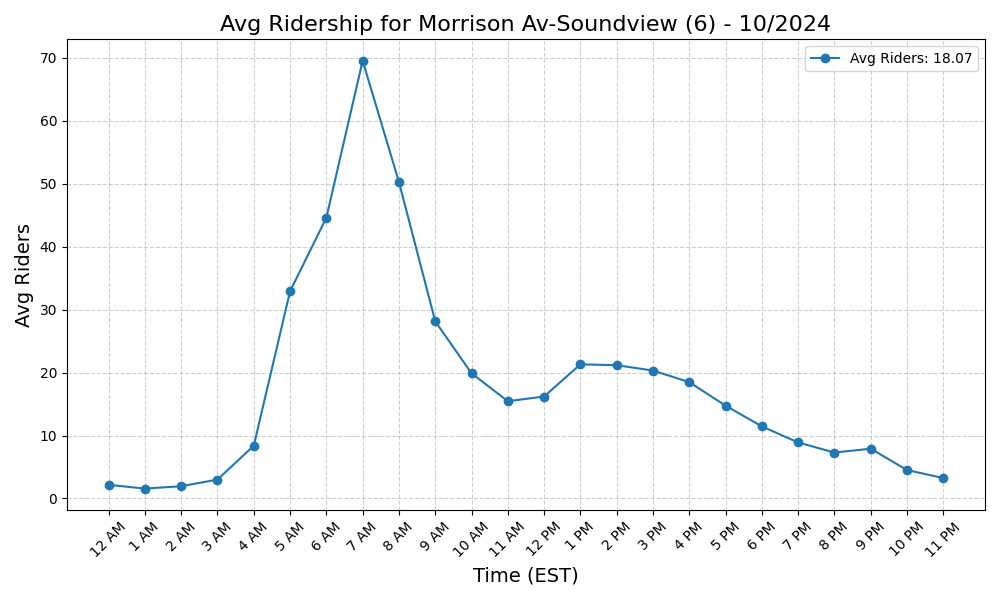 Avg Ridership for Morrison Av-Soundview (6) - 10/2024
Avg Riders: 18.07
Avg Riders
70
60
50
40
30
20
10
0
12 AM
1 AM
2 AM
3 AM
4 AM
5 AM
6 AM
7 AM
8 AM
9 AM
10 AM
11 AM
12 PM
1 PM
2 PM
3 PM
4 PM
5 PM
6 PM
7 PM
8 PM
9 PM
10 PM
11 PM
Time (EST)